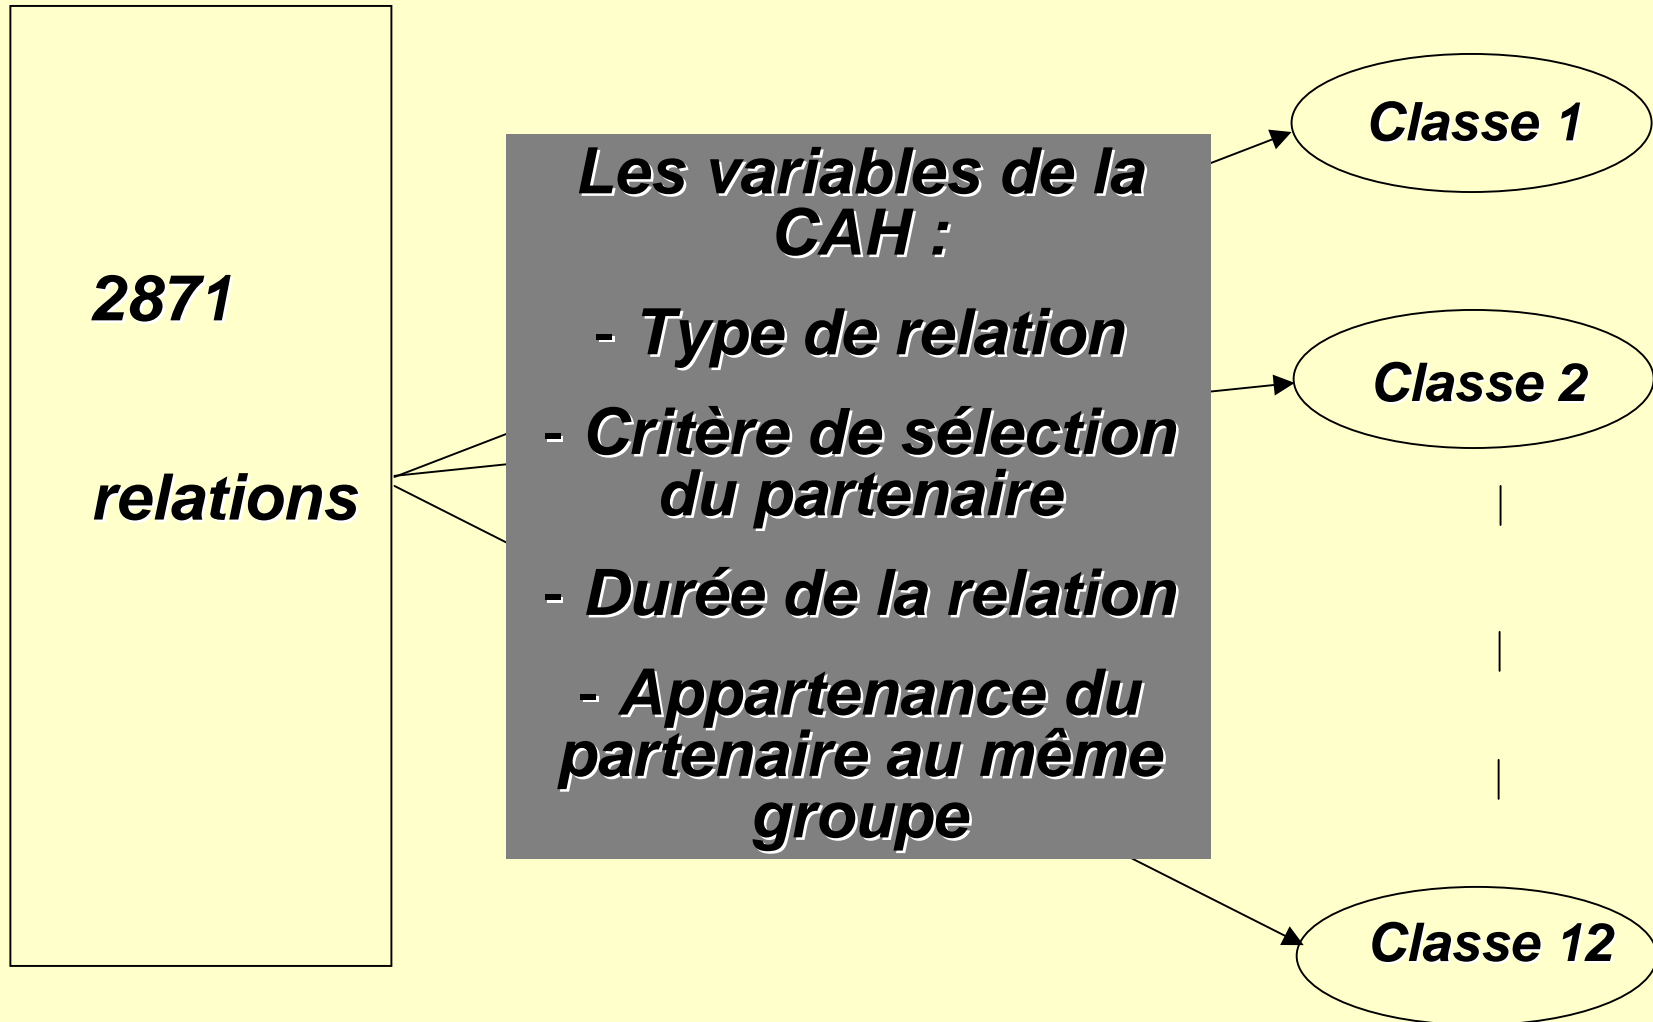 2871
relations
Les variables de la
CAH :
- Type de relation
- Critère de sélection
du partenaire
- Durée de la relation
- Appartenance du
partenaire au même
groupe
Classe 1
Classe 2
Classe 12